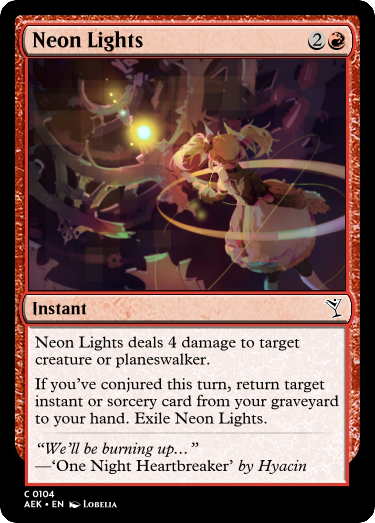 Neon Lights 2
Instant
Neon Lights deals 4 damage to target
creature or planeswalker.
If you've conjured this turn, return target
instant or sorcery card from your graveyard
to your hand. Exile Neon Lights.
“We'll be burning up…”
—‘One Night Heartbreaker’ by Hyacin
C 0104
AEK • EN Lobelia